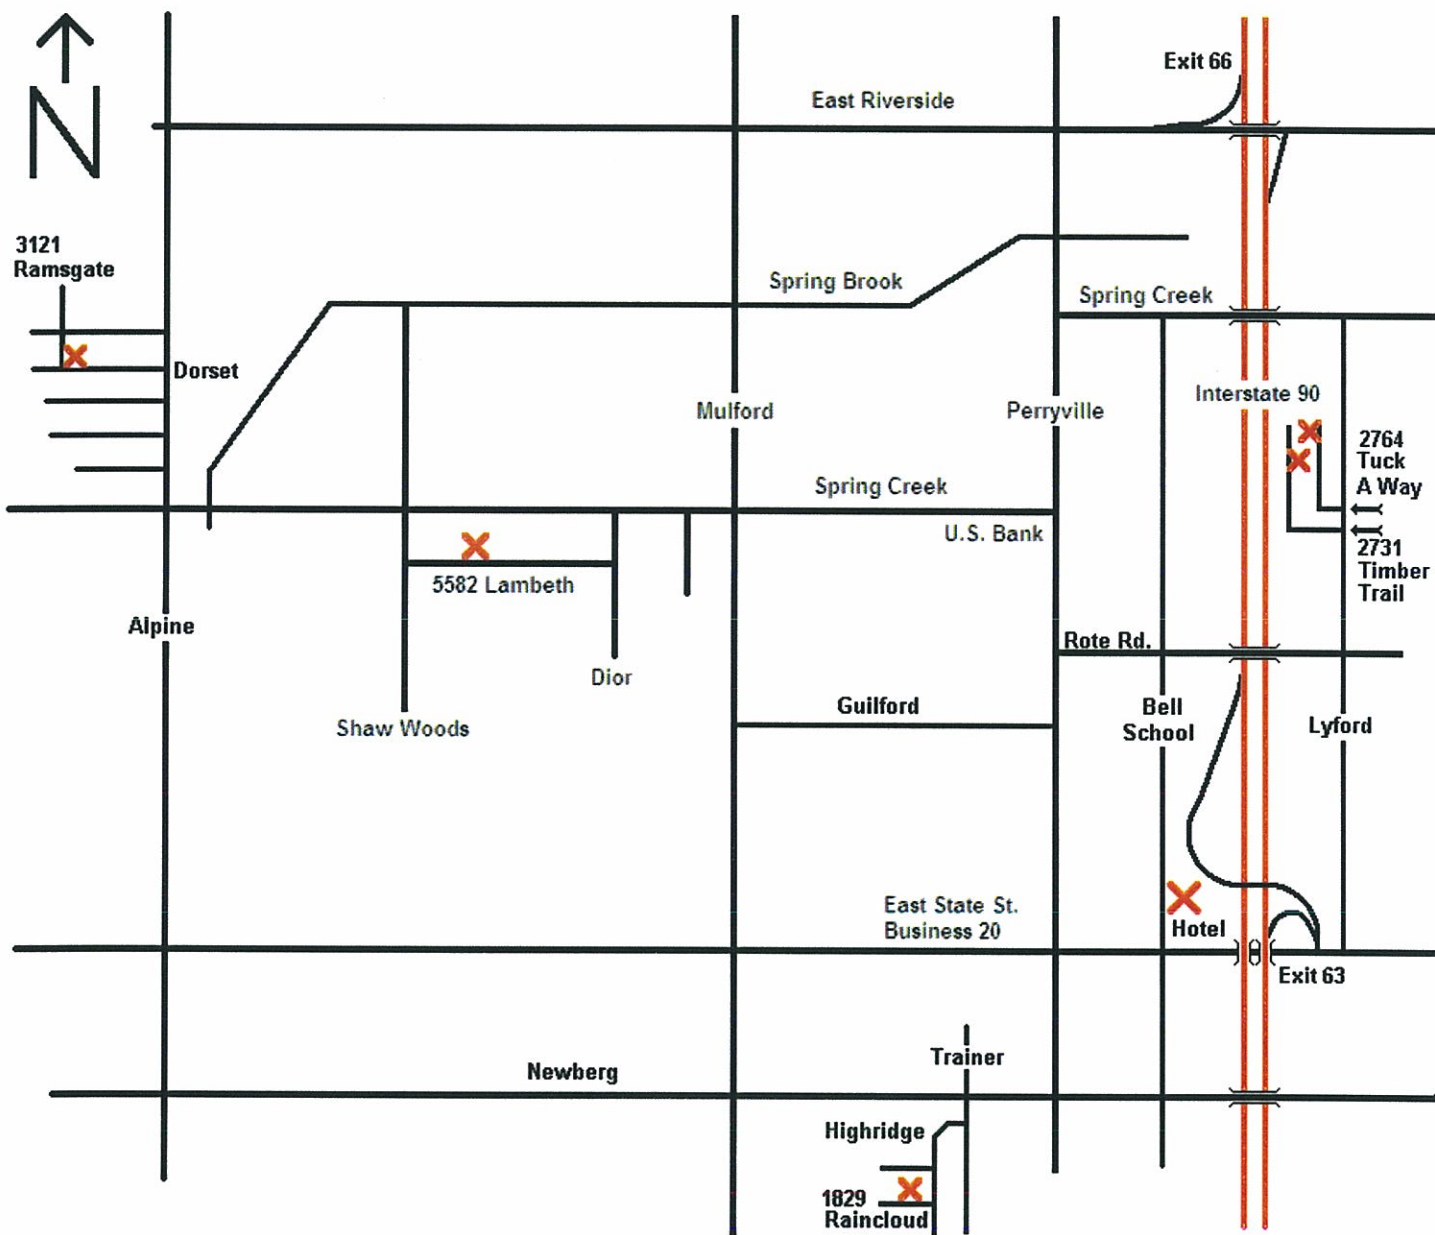 Exit 66
East Riverside
N
3121
Ramsgate
Spring Brook
Spring Creek
Dorset
Interstate 90
Mulford
Perryville
2764
Tuck
A Way
Spring Creek
U.S. Bank
2731
Timber
Trail
5582 Lambeth
Alpine
Rote Rd.
Dior
Guilford
Bell
School
Lyford
Shaw Woods
East State St.
Business 20
Hotel
Exit 63
Trainer
Newberg
Highridge
1829
Raincloud